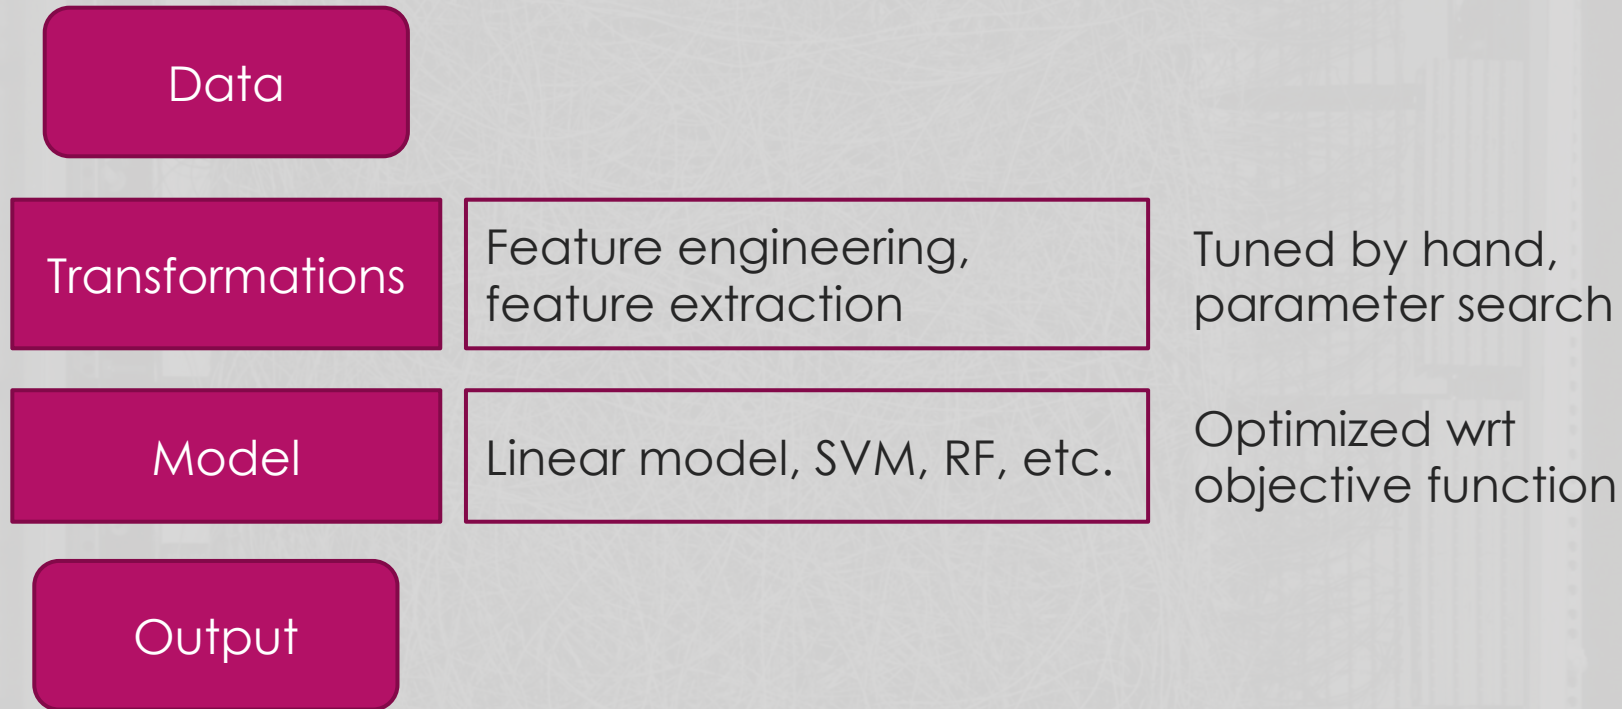 Data
Transformations
Feature engineering,
feature extraction
Tuned by hand,
parameter search
Model
Linear model, SVM, RF, etc.
Optimized wrt
objective function
Output